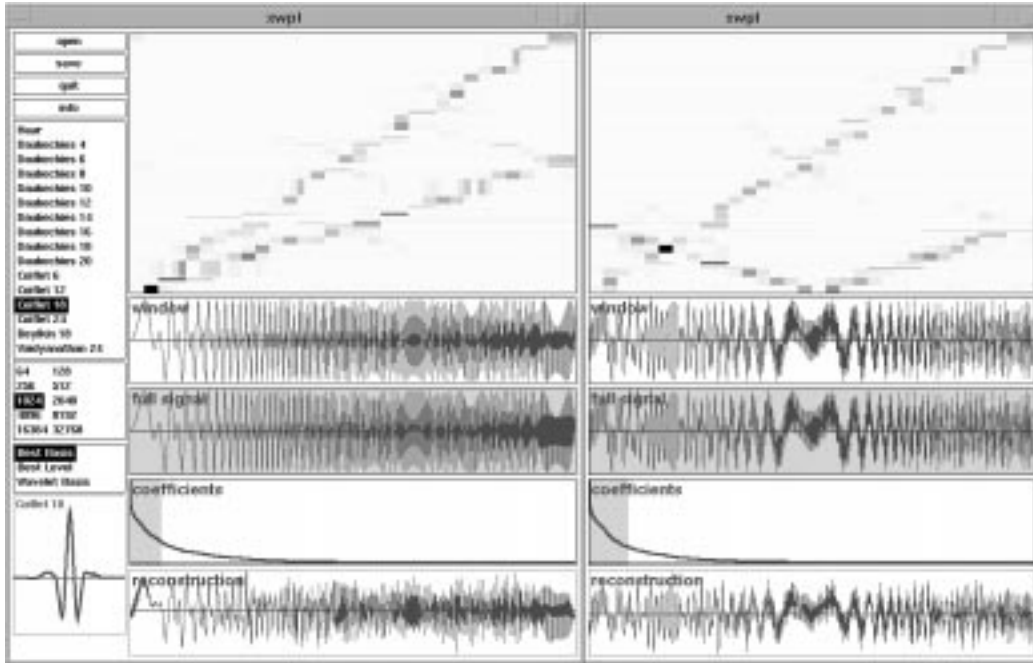 xwpl
xwpl
open
save
quit
info
Haar
Daubechies 4
Daubechies 6
Daubechies 8
Daubechies 10
Daubechies 12
Daubechies 14
Daubechies 16
Daubechies 18
Daubechies 20
Coiflet 6
Coiflet 12
Coiflet 18
Coiflet 24
Beylkin 18
Vaidyanathan 24
64 128
256 512
1024 2048
4096 8192
16384 32768
Best Basis
Best Level
Wavelet Basis
Coiflet 18
window
full signal
coefficients
reconstruction
window
full signal
coefficients
reconstruction